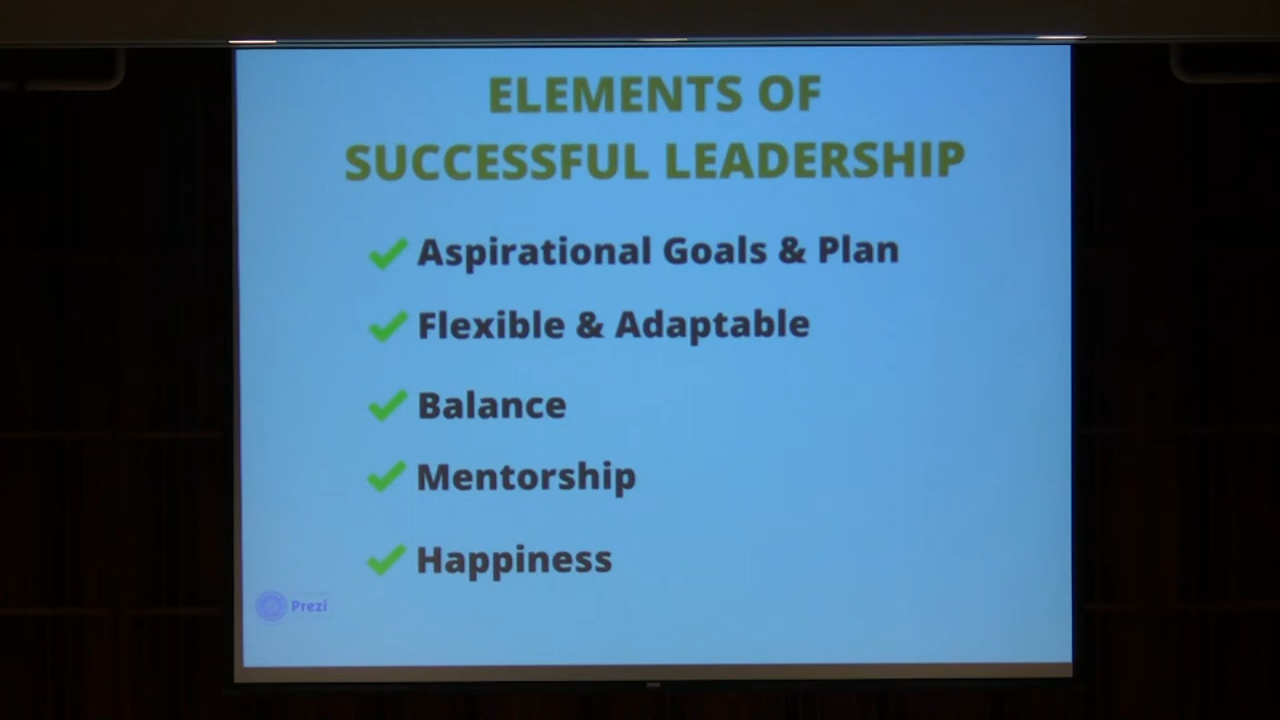 ELEMENTS OF
SUCCESSFUL LEADERSHIP
Aspirational Goals & Plan
Flexible & Adaptable
Balance
Mentorship
Happiness
Prezi